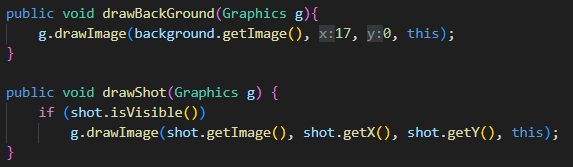 public void drawBackGround(Graphics g){
    g.drawImage(background.getImage(), x:17, y:0, this);
}

public void drawShot(Graphics g) {
    if (shot.isVisible())
        g.drawImage(shot.getImage(), shot.getX(), shot.getY(), this);
}